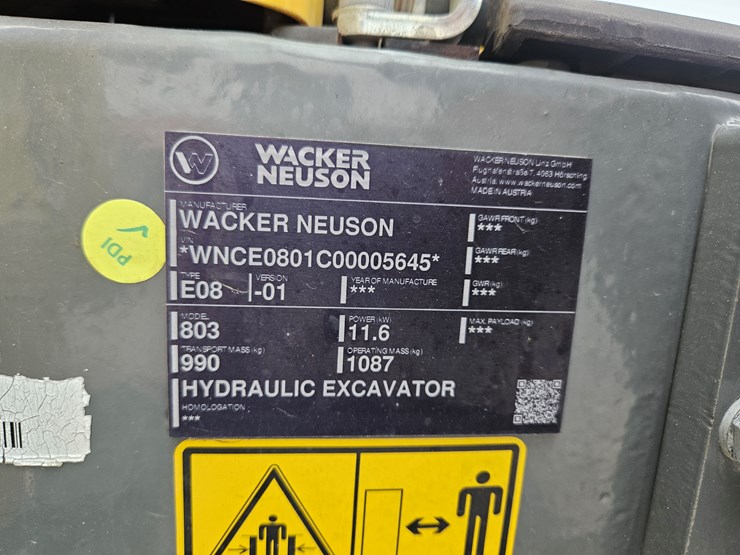 WACKER
NEUSON
WACKER NEUSON Linz GmbH
Flughafenstraße 7, 4063 Hörsching
Austria, www.wackerneuson.com
MADE IN AUSTRIA
MANUFACTURER
WACKER NEUSON
GAWR FRONT (kg)
***
VIN
*WNCE0801C00005645*
GAWR REAR (kg)
***
TYPE VERSION YEAR OF MANUFACTURE GWR (kg)
E08 -01 *** ***
MODEL POWER (kW) MAX. PAYLOAD (kg)
803 11.6 ***
TRANSPORT MASS (kg) OPERATING MASS (kg)
990 1087
HYDRAULIC EXCAVATOR
HOMOLOGATION
***
PDI